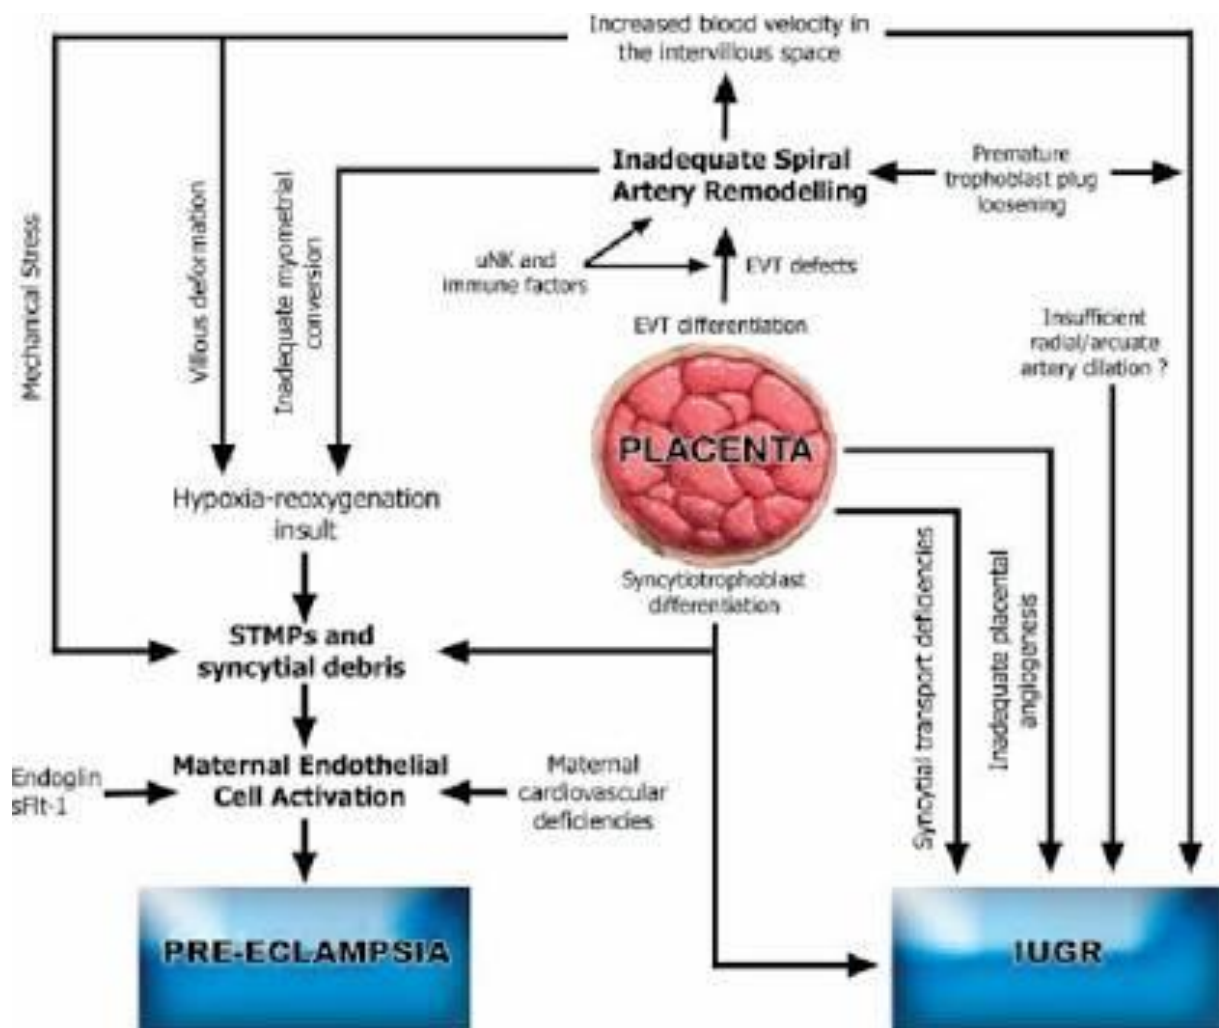 Increased blood velocity in
the intervillous space
Inadequate Spiral
Artery Remodelling
Premature
trophoblast plug
loosening
uNK and
immune factors
EVT defects
EVT differentiation
Insufficient
radial/arcuate
artery dilation ?
Mechanical Stress
Villous deformation
Inadequate myometrial
conversion
PLACENTA
Hypoxia-reoxygenation
insult
Syncytiotrophoblast
differentiation
Syncytial transport deficiencies
Inadequate placental
angiogenesis
STMPs and
syncytial debris
Endoglin
sFlt-1
Maternal Endothelial
Cell Activation
Maternal
cardiovascular
deficiencies
PRE-ECLAMPSIA
IUGR